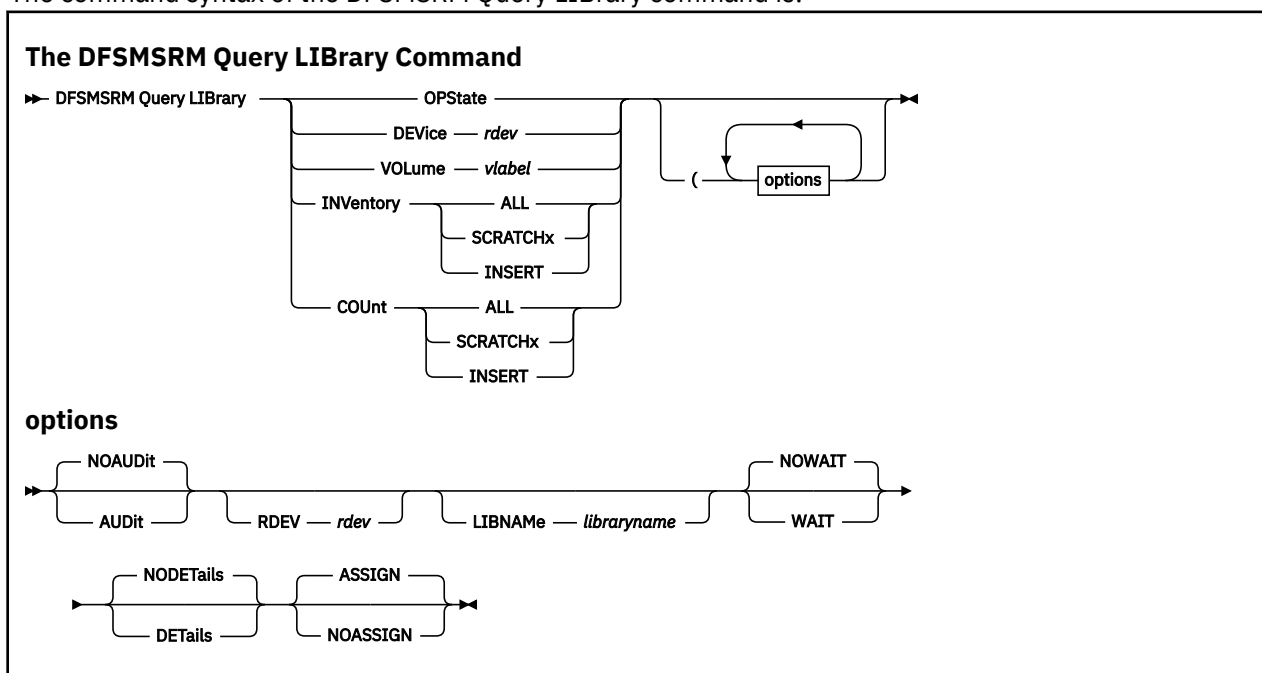 The command syntax of the DFSMSRM Query LIBrary command is:
The DFSMSRM Query LIBrary Command
DFSMSRM Query LIBrary OPState
DEVice rdev
VOLume vlabel
INVentory ALL
SCRATCHx
INSERT
( options
COUnt ALL
SCRATCHx
INSERT
options
NOAUDit NOWAIT
AUDit RDEV rdev LIBNAMe libraryname WAIT
NODETails ASSIGN
DETails NOASSIGN